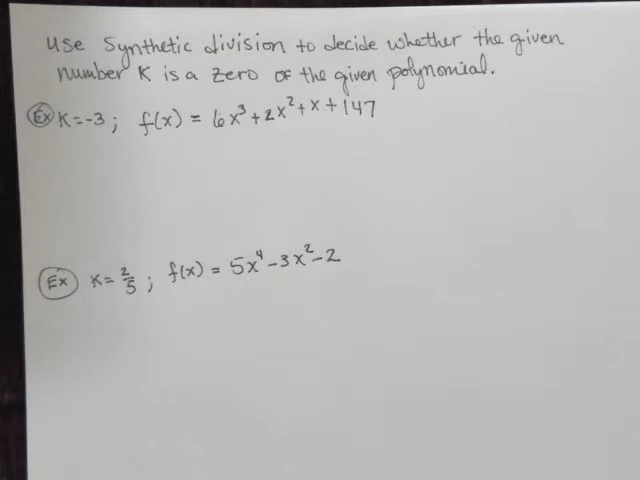 use synthetic division to decide whether the given
number K is a zero of the given polynomial.
Ex K=-3; f(x) = 6x³+2x²+x+147
Ex K=2/5; f(x) = 5x⁴-3x²-2